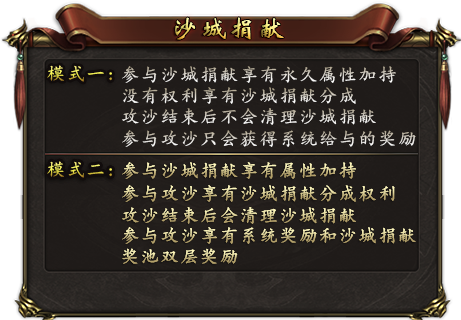 沙城捐献
模式一：参与沙城捐献享有永久属性加持
没有权利享有沙城捐献分成
攻沙结束后不会清理沙城捐献
参与攻沙只会获得系统给与的奖励
模式二：参与沙城捐献享有属性加持
参与攻沙享有沙城捐献分成权利
攻沙结束后会清理沙城捐献
参与攻沙享有系统奖励和沙城捐献
奖池双层奖励